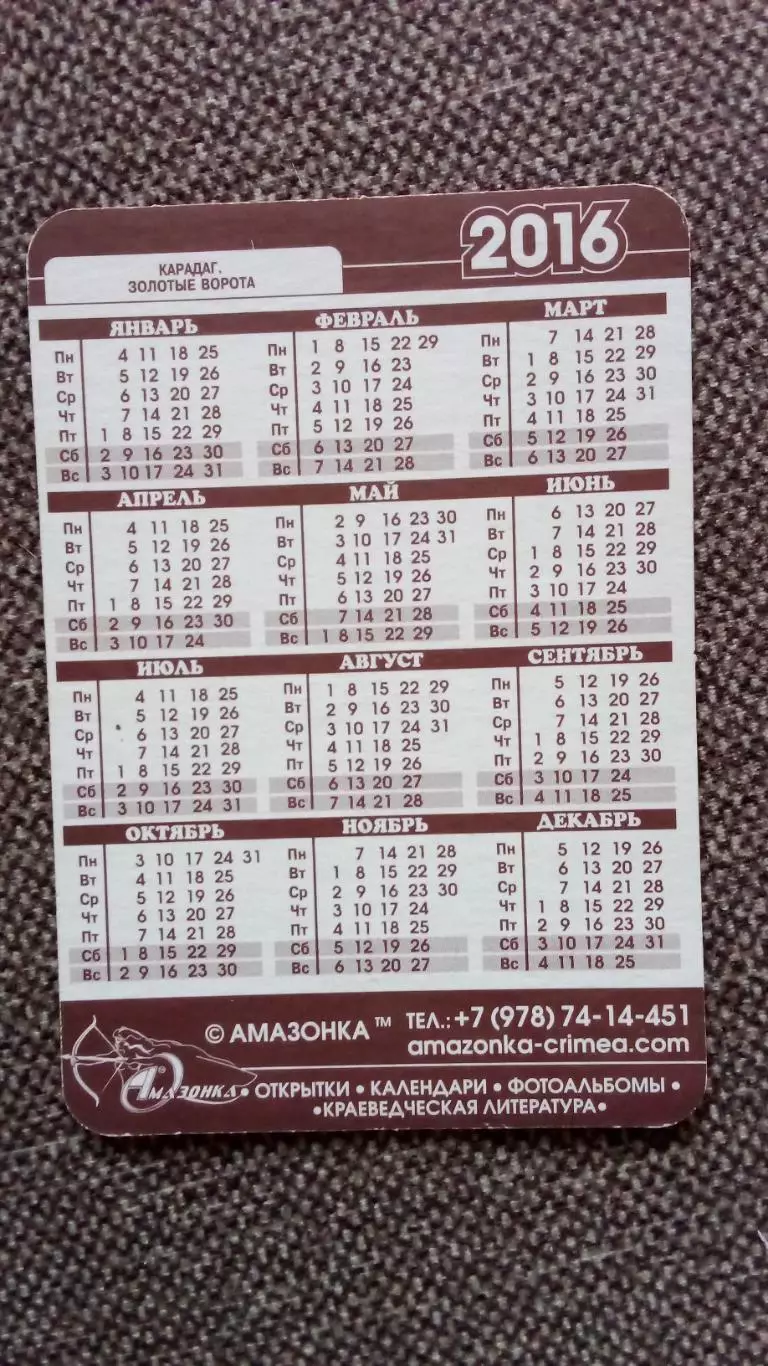 2016
КАРАДАГ.
ЗОЛОТЫЕ ВОРОТА
ЯНВАРЬ
Пн 4 11 18 25
Вт 5 12 19 26
Ср 6 13 20 27
Чт 7 14 21 28
Пт 1 8 15 22 29
Сб 2 9 16 23 30
Вс 3 10 17 24 31
ФЕВРАЛЬ
Пн 1 8 15 22 29
Вт 2 9 16 23
Ср 3 10 17 24
Чт 4 11 18 25
Пт 5 12 19 26
Сб 6 13 20 27
Вс 7 14 21 28
МАРТ
Пн 7 14 21 28
Вт 1 8 15 22 29
Ср 2 9 16 23 30
Чт 3 10 17 24 31
Пт 4 11 18 25
Сб 5 12 19 26
Вс 6 13 20 27
АПРЕЛЬ
Пн 4 11 18 25
Вт 5 12 19 26
Ср 6 13 20 27
Чт 7 14 21 28
Пт 1 8 15 22 29
Сб 2 9 16 23 30
Вс 3 10 17 24
МАЙ
Пн 2 9 16 23 30
Вт 3 10 17 24 31
Ср 4 11 18 25
Чт 5 12 19 26
Пт 6 13 20 27
Сб 7 14 21 28
Вс 1 8 15 22 29
ИЮНЬ
Пн 6 13 20 27
Вт 7 14 21 28
Ср 1 8 15 22 29
Чт 2 9 16 23 30
Пт 3 10 17 24
Сб 4 11 18 25
Вс 5 12 19 26
ИЮЛЬ
Пн 4 11 18 25
Вт 5 12 19 26
Ср 6 13 20 27
Чт 7 14 21 28
Пт 1 8 15 22 29
Сб 2 9 16 23 30
Вс 3 10 17 24 31
АВГУСТ
Пн 1 8 15 22 29
Вт 2 9 16 23 30
Ср 3 10 17 24 31
Чт 4 11 18 25
Пт 5 12 19 26
Сб 6 13 20 27
Вс 7 14 21 28
СЕНТЯБРЬ
Пн 5 12 19 26
Вт 6 13 20 27
Ср 7 14 21 28
Чт 1 8 15 22 29
Пт 2 9 16 23 30
Сб 3 10 17 24
Вс 4 11 18 25
ОКТЯБРЬ
Пн 3 10 17 24 31
Вт 4 11 18 25
Ср 5 12 19 26
Чт 6 13 20 27
Пт 7 14 21 28
Сб 1 8 15 22 29
Вс 2 9 16 23 30
НОЯБРЬ
Пн 7 14 21 28
Вт 1 8 15 22 29
Ср 2 9 16 23 30
Чт 3 10 17 24
Пт 4 11 18 25
Сб 5 12 19 26
Вс 6 13 20 27
ДЕКАБРЬ
Пн 5 12 19 26
Вт 6 13 20 27
Ср 7 14 21 28
Чт 1 8 15 22 29
Пт 2 9 16 23 30
Сб 3 10 17 24 31
Вс 4 11 18 25
© АМАЗОНКА™ ТЕЛ.: +7 (978) 74-14-451
amazonka-crimea.com
АМАЗОНКА • ОТКРЫТКИ • КАЛЕНДАРИ • ФОТОАЛЬБОМЫ •
•КРАЕВЕДЧЕСКАЯ ЛИТЕРАТУРА•